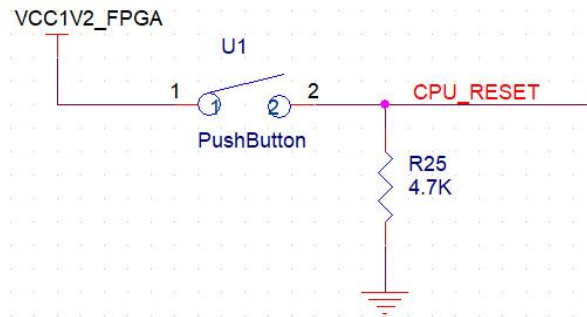 VCC1V2_FPGA
U1
1
1
2
2
CPU_RESET
PushButton
R25
4.7K